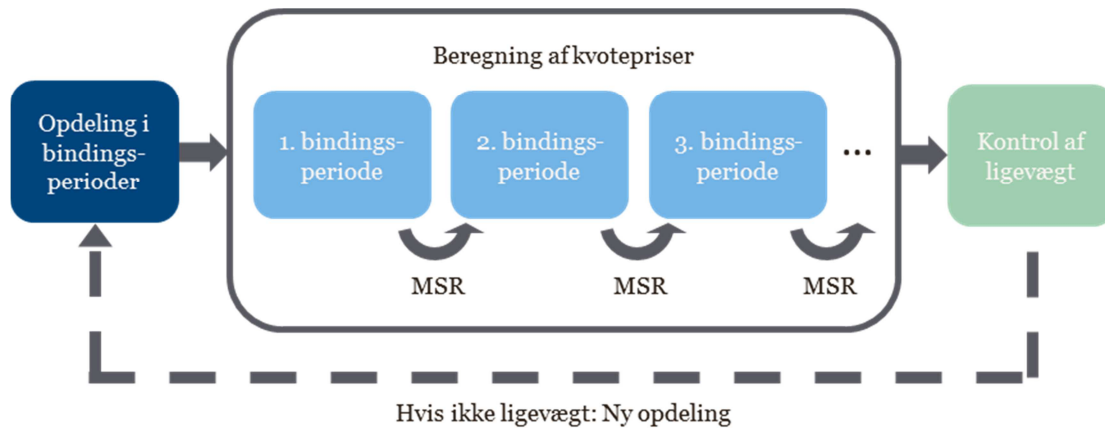 Beregning af kvotepriser
Opdeling i
bindings-
perioder
1. bindings-
periode
2. bindings-
periode
3. bindings-
periode
...
Kontrol af
ligevægt
MSR
MSR
MSR
Hvis ikke ligevægt: Ny opdeling